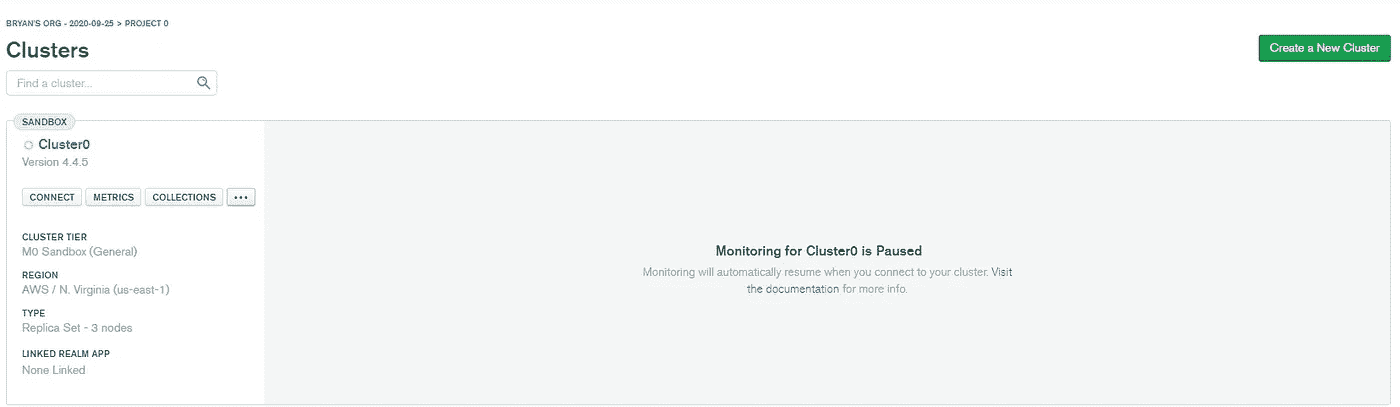 BRYAN'S ORG - 2020-09-25 > PROJECT 0
Clusters
Create a New Cluster
Find a cluster...
SANDBOX
Cluster0
Version 4.4.5
CONNECT METRICS COLLECTIONS ...
CLUSTER TIER
M0 Sandbox (General)
REGION
AWS / N. Virginia (us-east-1)
TYPE
Replica Set - 3 nodes
LINKED REALM APP
None Linked
Monitoring for Cluster0 is Paused
Monitoring will automatically resume when you connect to your cluster. Visit
the documentation for more info.